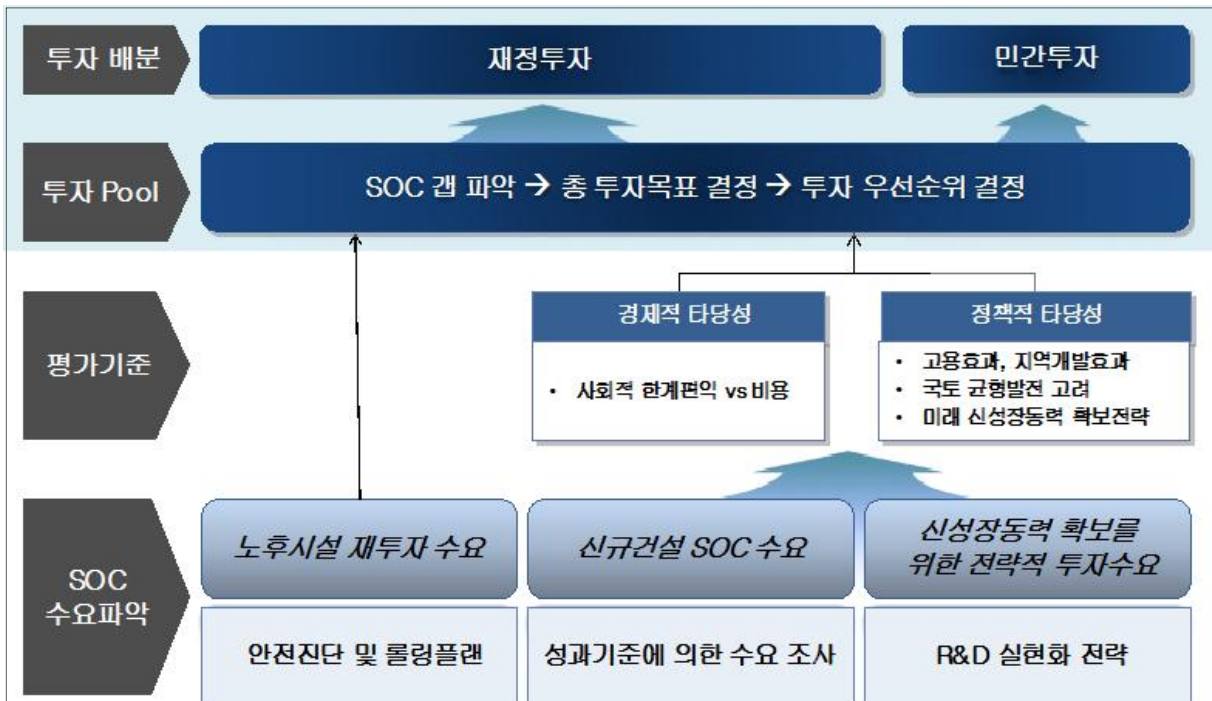 투자 배분
재정투자
민간투자
투자 Pool
SOC 갭 파악 → 총 투자목표 결정 → 투자 우선순위 결정
평가기준
경제적 타당성
• 사회적 한계편익 vs 비용
정책적 타당성
• 고용효과, 지역개발효과
• 국토 균형발전 고려
• 미래 신성장동력 확보전략
SOC
수요파악
노후시설 재투자 수요
신규건설 SOC 수요
신성장동력 확보를
위한 전략적 투자수요
안전진단 및 롤링플랜
성과기준에 의한 수요 조사
R&D 실현화 전략